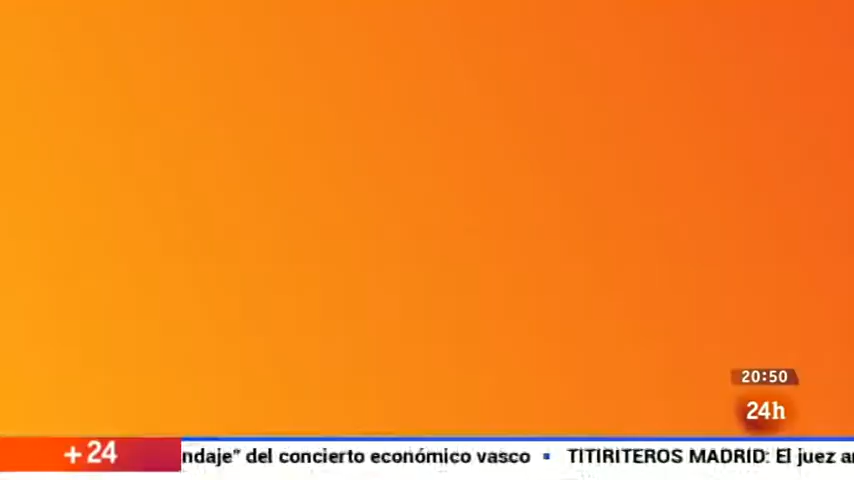 20:50
24h
+24
ndaje" del concierto económico vasco ▪ TITIRITEROS MADRID: El juez